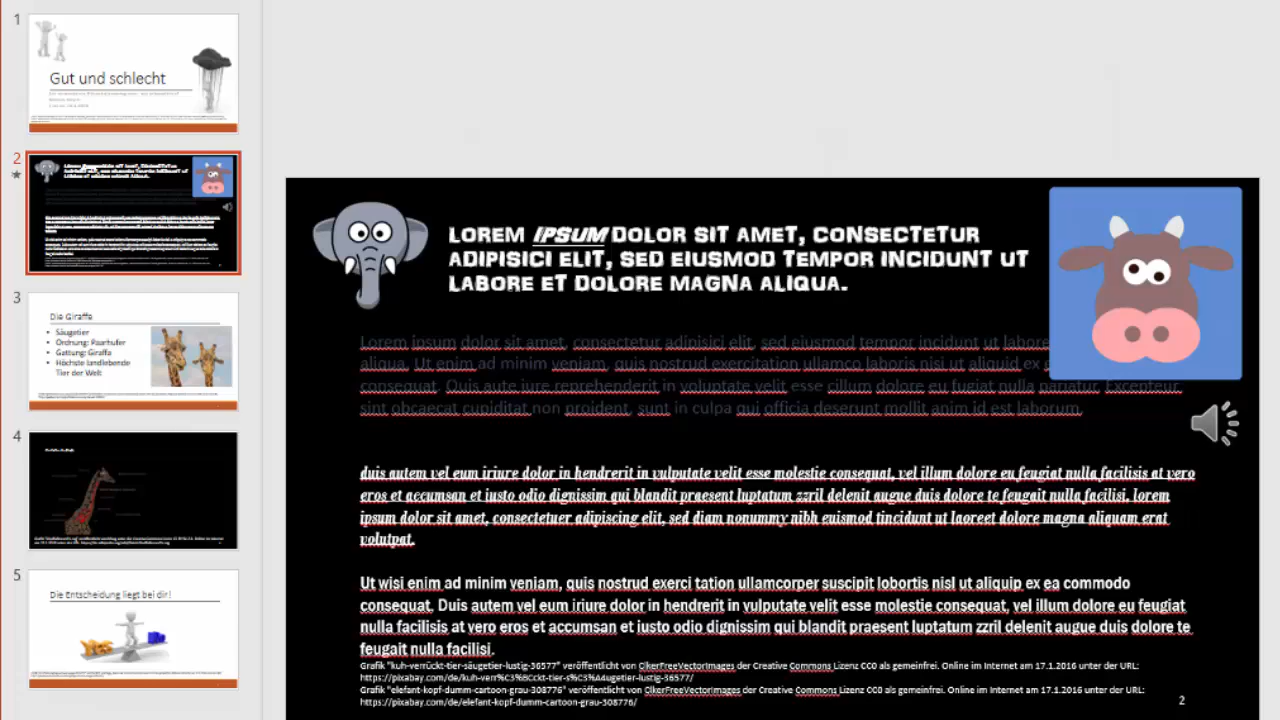 1
Gut und schlecht
2
3
Die Giraffe
• Säugetier
• Ordnung: Paarhufer
• Gattung: Giraffa
• Höchste landlebende
Tier der Welt
4
5
Die Entscheidung liegt bei dir!
LOREM IPSUM DOLOR SIT AMET, CONSECTETUR
ADIPISICI ELIT, SED EIUSMOD TEMPOR INCIDUNT UT
LABORE ET DOLORE MAGNA ALIQUA.
Lorem ipsum dolor sit amet, consectetur adipisici elit, sed eiusmod tempor incidunt ut labore
aliqua. Ut enim ad minim veniam, quis nostrud exercitation ullamco laboris nisi ut aliquid ex
consequat. Quis aute iure reprehenderit in voluptate velit esse cillum dolore eu fugiat nulla pariatur. Excepteur
sint obcaecat cupiditat non proident, sunt in culpa qui officia deserunt mollit anim id est laborum.
duis autem vel eum iriure dolor in hendrerit in vulputate velit esse molestie consequat, vel illum dolore eu feugiat nulla facilisis at vero
eros et accumsan et iusto odio dignissim qui blandit praesent luptatum zzril delenit augue duis dolore te feugait nulla facilisi. lorem
ipsum dolor sit amet, consectetuer adipiscing elit, sed diam nonummy nibh euismod tincidunt ut laoreet dolore magna aliquam erat
volutpat.
Ut wisi enim ad minim veniam, quis nostrud exerci tation ullamcorper suscipit lobortis nisl ut aliquip ex ea commodo
consequat. Duis autem vel eum iriure dolor in hendrerit in vulputate velit esse molestie consequat, vel illum dolore eu feugiat
nulla facilisis at vero eros et accumsan et iusto odio dignissim qui blandit praesent luptatum zzril delenit augue duis dolore te
feugait nulla facilisi.
Grafik "kuh-verrückt-tier-säugetier-lustig-36577" veröffentlicht von ClkerFreeVectorImages der Creative Commons Lizenz CC0 als gemeinfrei. Online im Internet am 17.1.2016 unter der URL:
https://pixabay.com/de/kuh-verr%C3%BCckt-tier-s%C3%A4ugetier-lustig-36577/
Grafik "elefant-kopf-dumm-cartoon-grau-308776" veröffentlicht von ClkerFreeVectorImages der Creative Commons Lizenz CC0 als gemeinfrei. Online im Internet am 17.1.2016 unter der URL:
https://pixabay.com/de/elefant-kopf-dumm-cartoon-grau-308776/
2